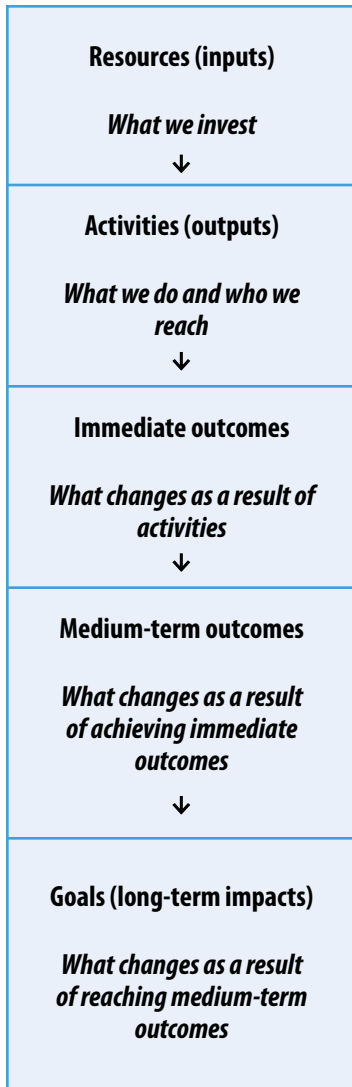 Resources (inputs)
What we invest
↓
Activities (outputs)
What we do and who we
reach
↓
Immediate outcomes
What changes as a result of
activities
↓
Medium-term outcomes
What changes as a result
of achieving immediate
outcomes
↓
Goals (long-term impacts)
What changes as a result
of reaching medium-term
outcomes